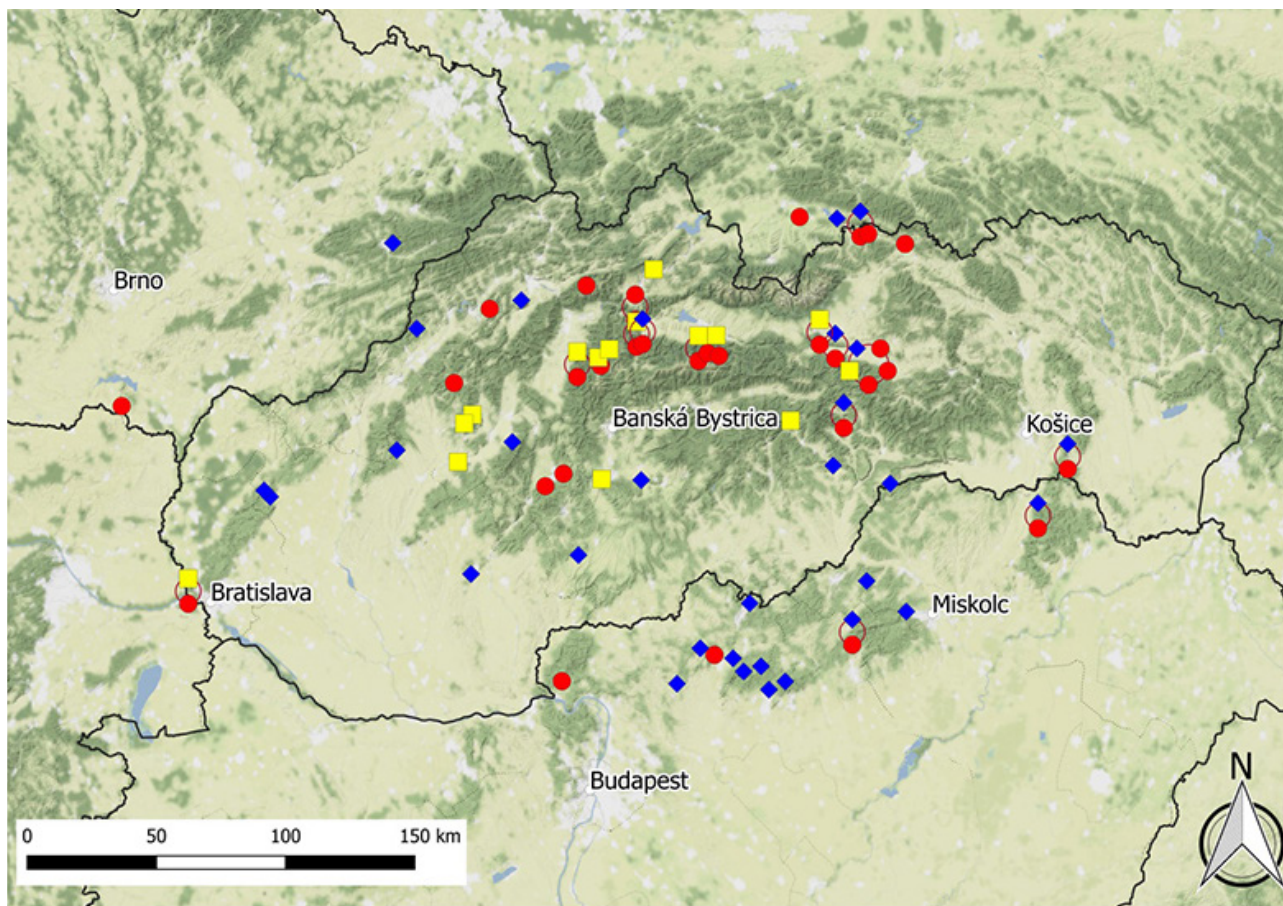 Brno
Banská Bystrica
Košice
Bratislava
Miskolc
Budapest
N
0 50 100 150 km